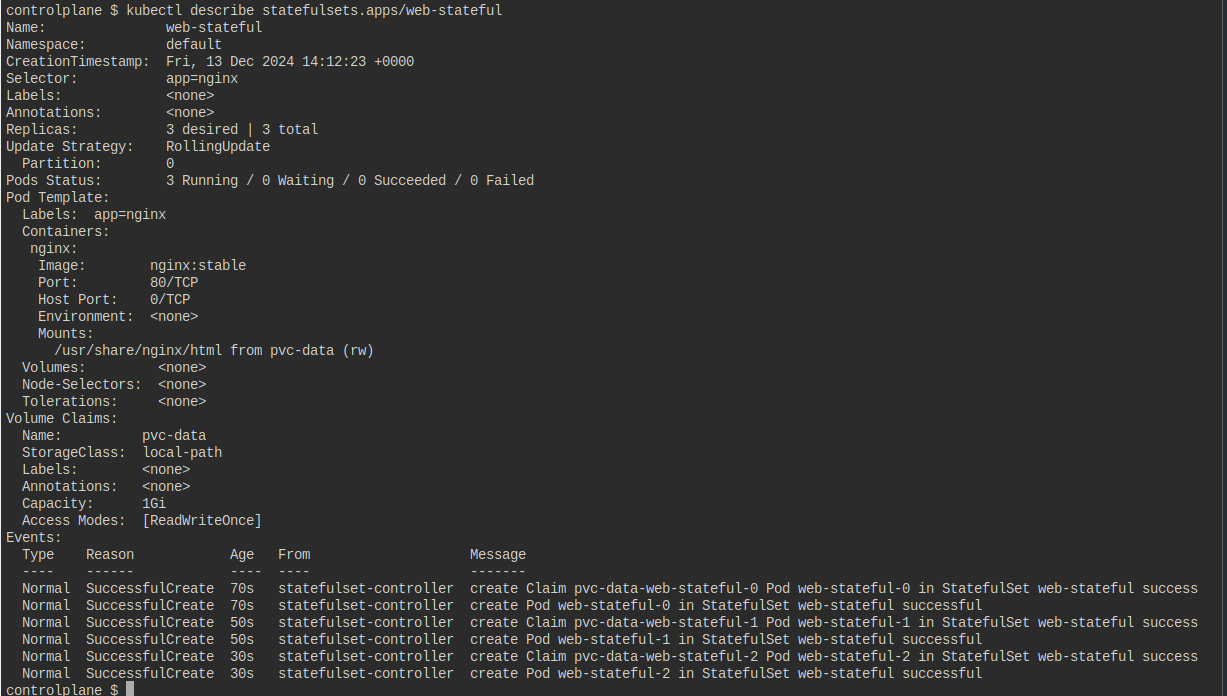 controlplane $ kubectl describe statefulsets.apps/web-stateful
Name:               web-stateful
Namespace:          default
CreationTimestamp:  Fri, 13 Dec 2024 14:12:23 +0000
Selector:           app=nginx
Labels:             <none>
Annotations:        <none>
Replicas:           3 desired | 3 total
Update Strategy:    RollingUpdate
  Partition:        0
Pods Status:        3 Running / 0 Waiting / 0 Succeeded / 0 Failed
Pod Template:
  Labels:  app=nginx
  Containers:
   nginx:
    Image:        nginx:stable
    Port:         80/TCP
    Host Port:    0/TCP
    Environment:  <none>
    Mounts:
      /usr/share/nginx/html from pvc-data (rw)
  Volumes:         <none>
  Node-Selectors:  <none>
  Tolerations:     <none>
Volume Claims:
  Name:          pvc-data
  StorageClass:  local-path
  Labels:        <none>
  Annotations:   <none>
  Capacity:      1Gi
  Access Modes:  [ReadWriteOnce]
Events:
  Type    Reason            Age   From                    Message
  ----    ------            ----  ----                    -------
  Normal  SuccessfulCreate  70s   statefulset-controller  create Claim pvc-data-web-stateful-0 Pod web-stateful-0 in StatefulSet web-stateful success
  Normal  SuccessfulCreate  70s   statefulset-controller  create Pod web-stateful-0 in StatefulSet web-stateful successful
  Normal  SuccessfulCreate  50s   statefulset-controller  create Claim pvc-data-web-stateful-1 Pod web-stateful-1 in StatefulSet web-stateful success
  Normal  SuccessfulCreate  50s   statefulset-controller  create Pod web-stateful-1 in StatefulSet web-stateful successful
  Normal  SuccessfulCreate  30s   statefulset-controller  create Claim pvc-data-web-stateful-2 Pod web-stateful-2 in StatefulSet web-stateful success
  Normal  SuccessfulCreate  30s   statefulset-controller  create Pod web-stateful-2 in StatefulSet web-stateful successful
controlplane $